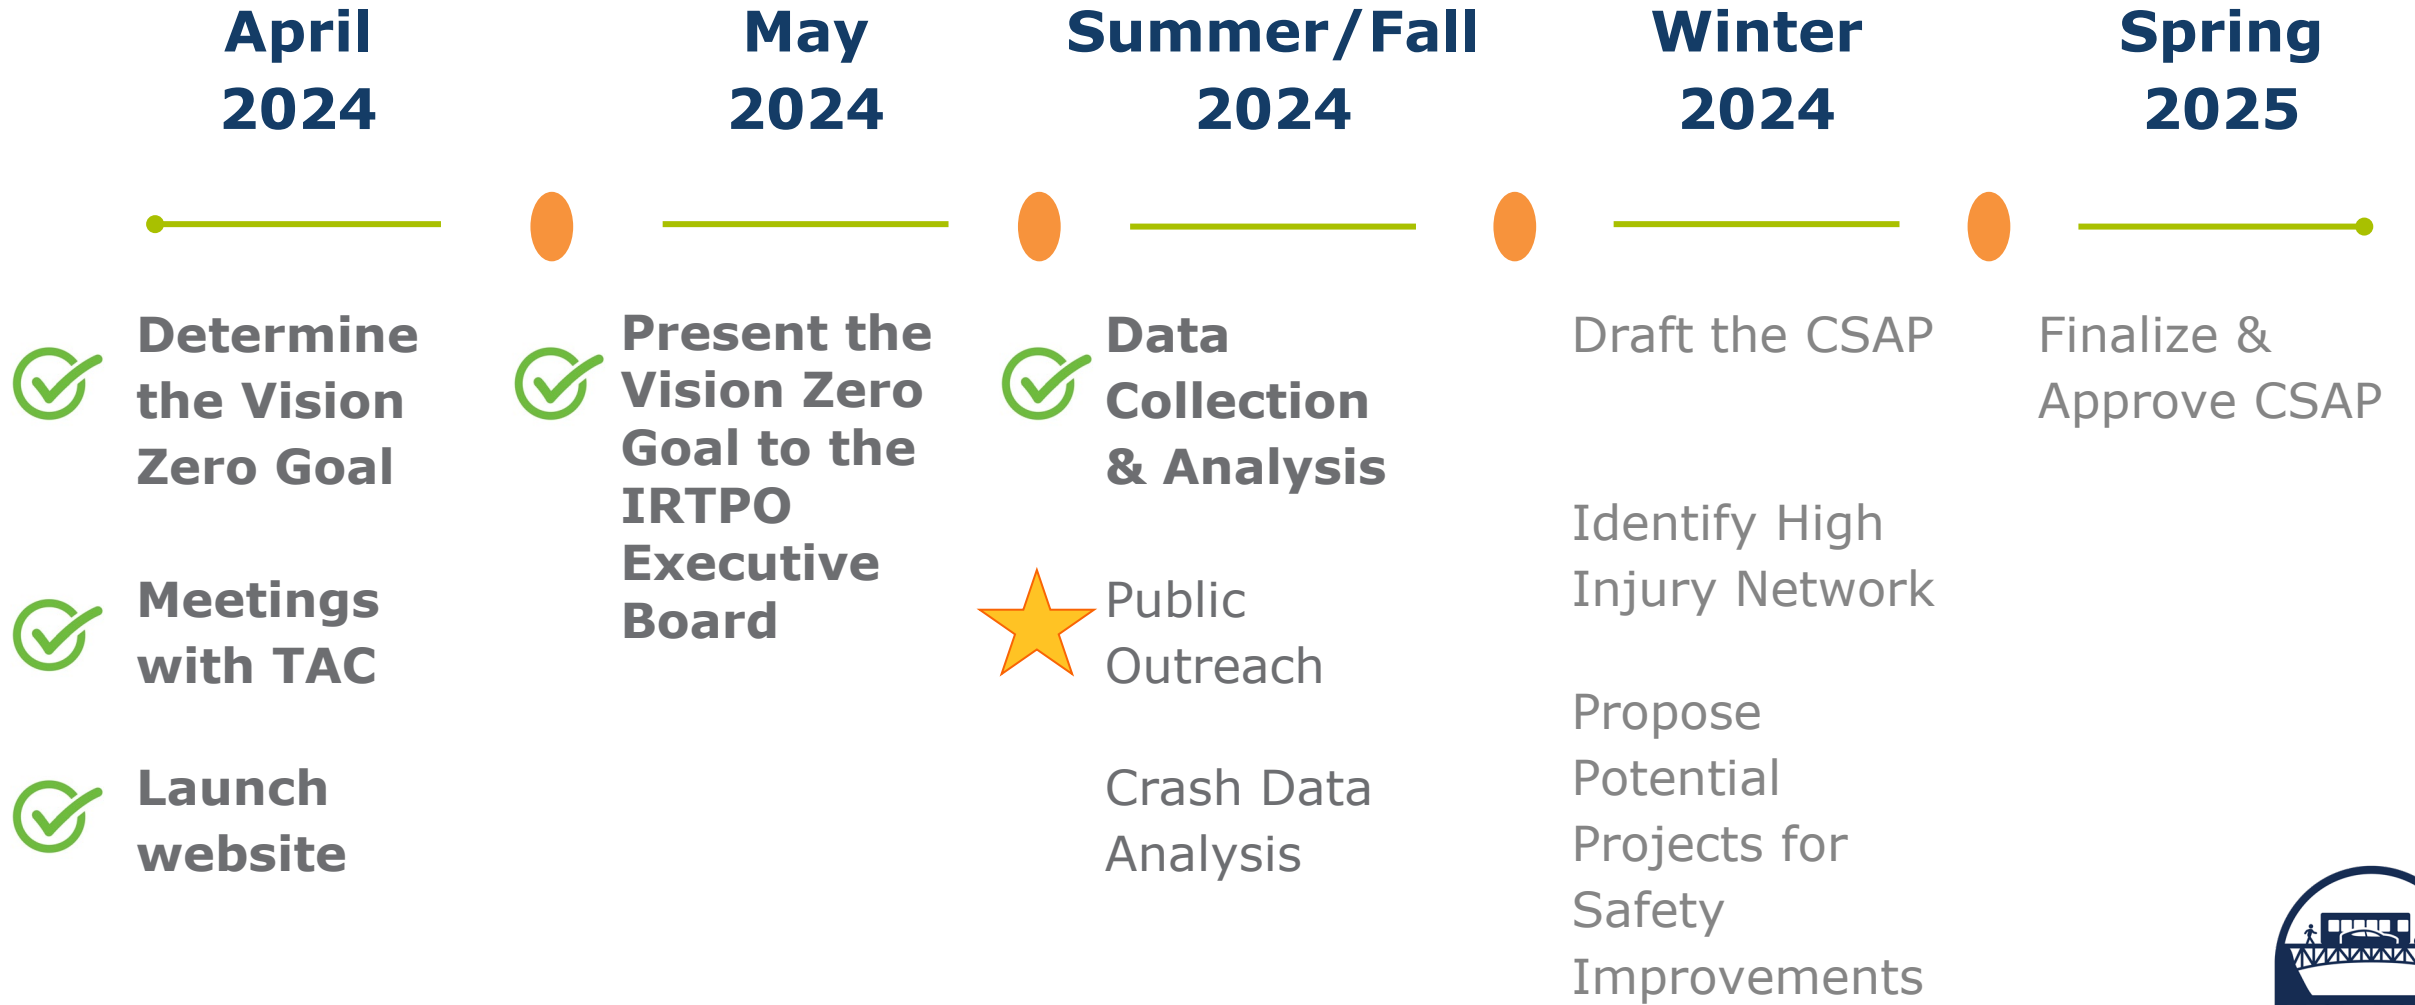 April
2024
May
2024
Summer/Fall
2024
Winter
2024
Spring
2025
Determine
the Vision
Zero Goal
Meetings
with TAC
Launch
website
Present the
Vision Zero
Goal to the
IRTPO
Executive
Board
Data
Collection
& Analysis
Public
Outreach
Crash Data
Analysis
Draft the CSAP
Identify High
Injury Network
Propose
Potential
Projects for
Safety
Improvements
Finalize &
Approve CSAP